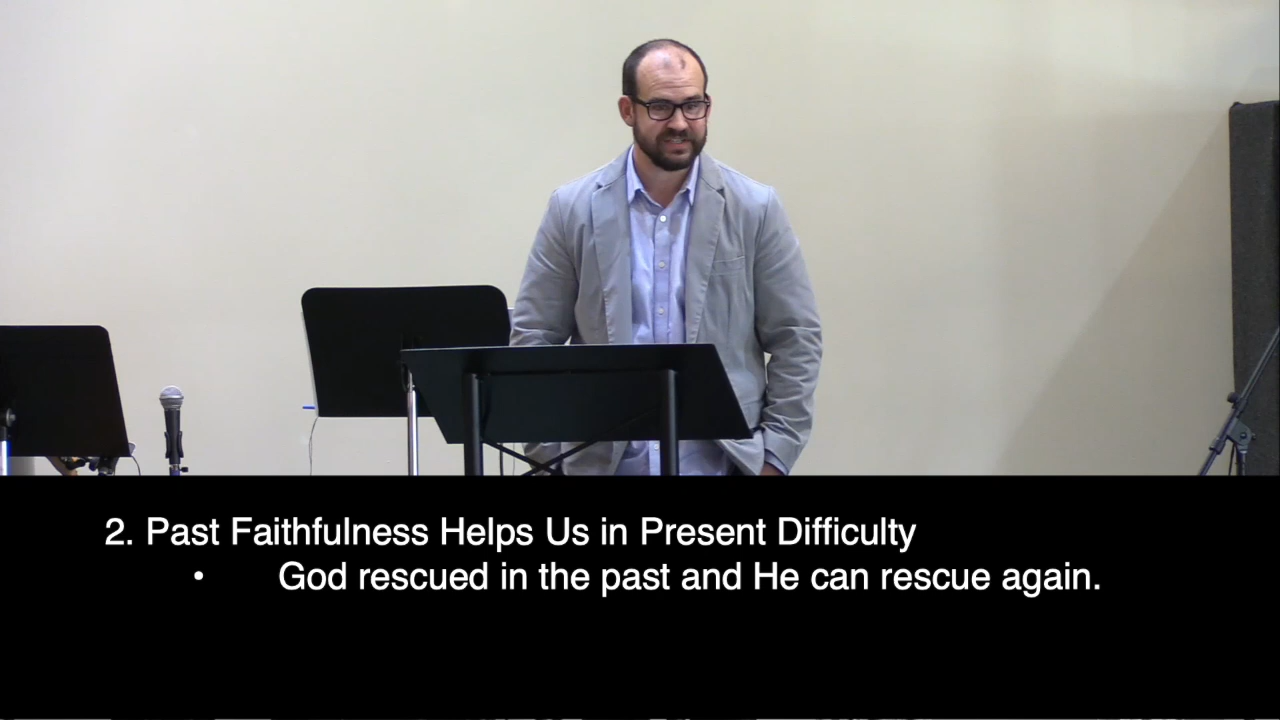 2. Past Faithfulness Helps Us in Present Difficulty
• God rescued in the past and He can rescue again.